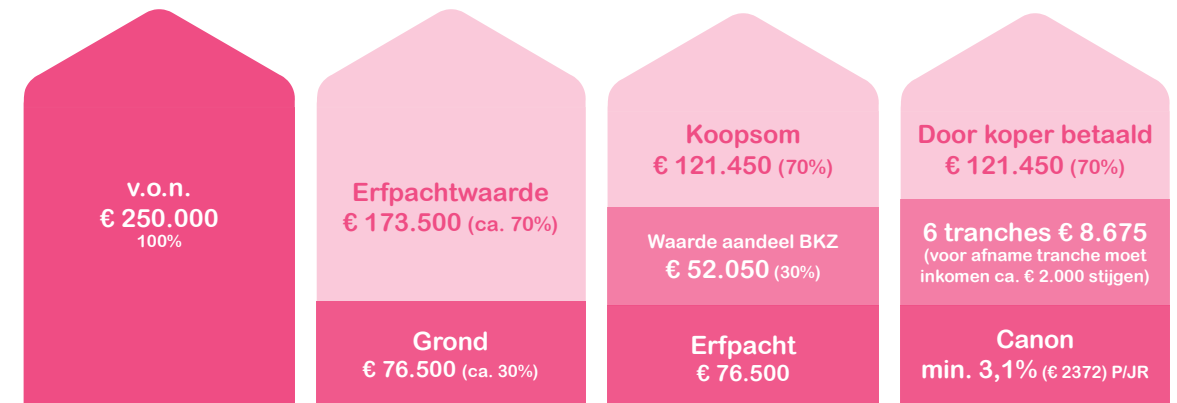 v.o.n.
€ 250.000
100%
Erfpachtwaarde
€ 173.500 (ca. 70%)
Grond
€ 76.500 (ca. 30%)
Koopsom
€ 121.450 (70%)
Waarde aandeel BKZ
€ 52.050 (30%)
Erfpacht
€ 76.500
Door koper betaald
€ 121.450 (70%)
6 tranches € 8.675
(voor afname tranche moet
inkomen ca. € 2.000 stijgen)
Canon
min. 3,1% (€ 2372) P/JR